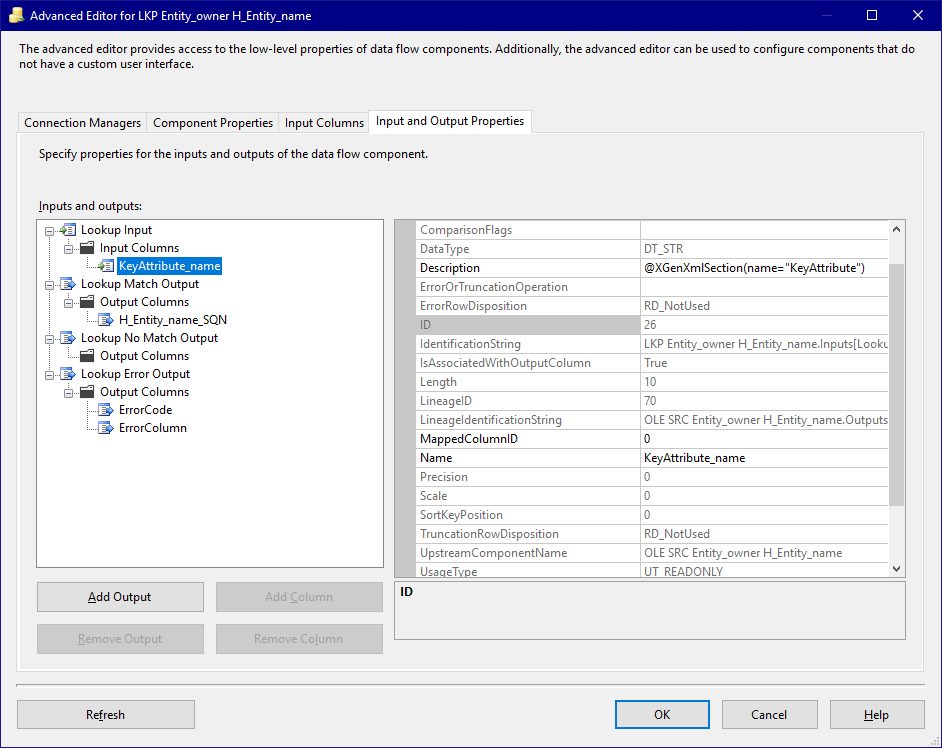 Advanced Editor for LKP Entity_owner H_Entity_name
The advanced editor provides access to the low-level properties of data flow components. Additionally, the advanced editor can be used to configure components that do
not have a custom user interface.
Connection Managers Component Properties Input Columns Input and Output Properties
Specify properties for the inputs and outputs of the data flow component.
Inputs and outputs:
Lookup Input
Input Columns
KeyAttribute_name
Lookup Match Output
Output Columns
H_Entity_name_SQN
Lookup No Match Output
Output Columns
Lookup Error Output
Output Columns
ErrorCode
ErrorColumn
ComparisonFlags
DataType DT_STR
Description @XGenXmlSection(name="KeyAttribute")
ErrorOrTruncationOperation
ErrorRowDisposition RD_NotUsed
ID 26
IdentificationString LKP Entity_owner H_Entity_name.Inputs[Looku
IsAssociatedWithOutputColumn True
Length 10
LineageID 70
LineageIdentificationString OLE SRC Entity_owner H_Entity_name.Outputs
MappedColumnID 0
Name KeyAttribute_name
Precision 0
Scale 0
SortKeyPosition 0
TruncationRowDisposition RD_NotUsed
UpstreamComponentName OLE SRC Entity_owner H_Entity_name
UsageType UT_READONLY
Add Output Add Column
Remove Output Remove Column
ID
Refresh OK Cancel Help